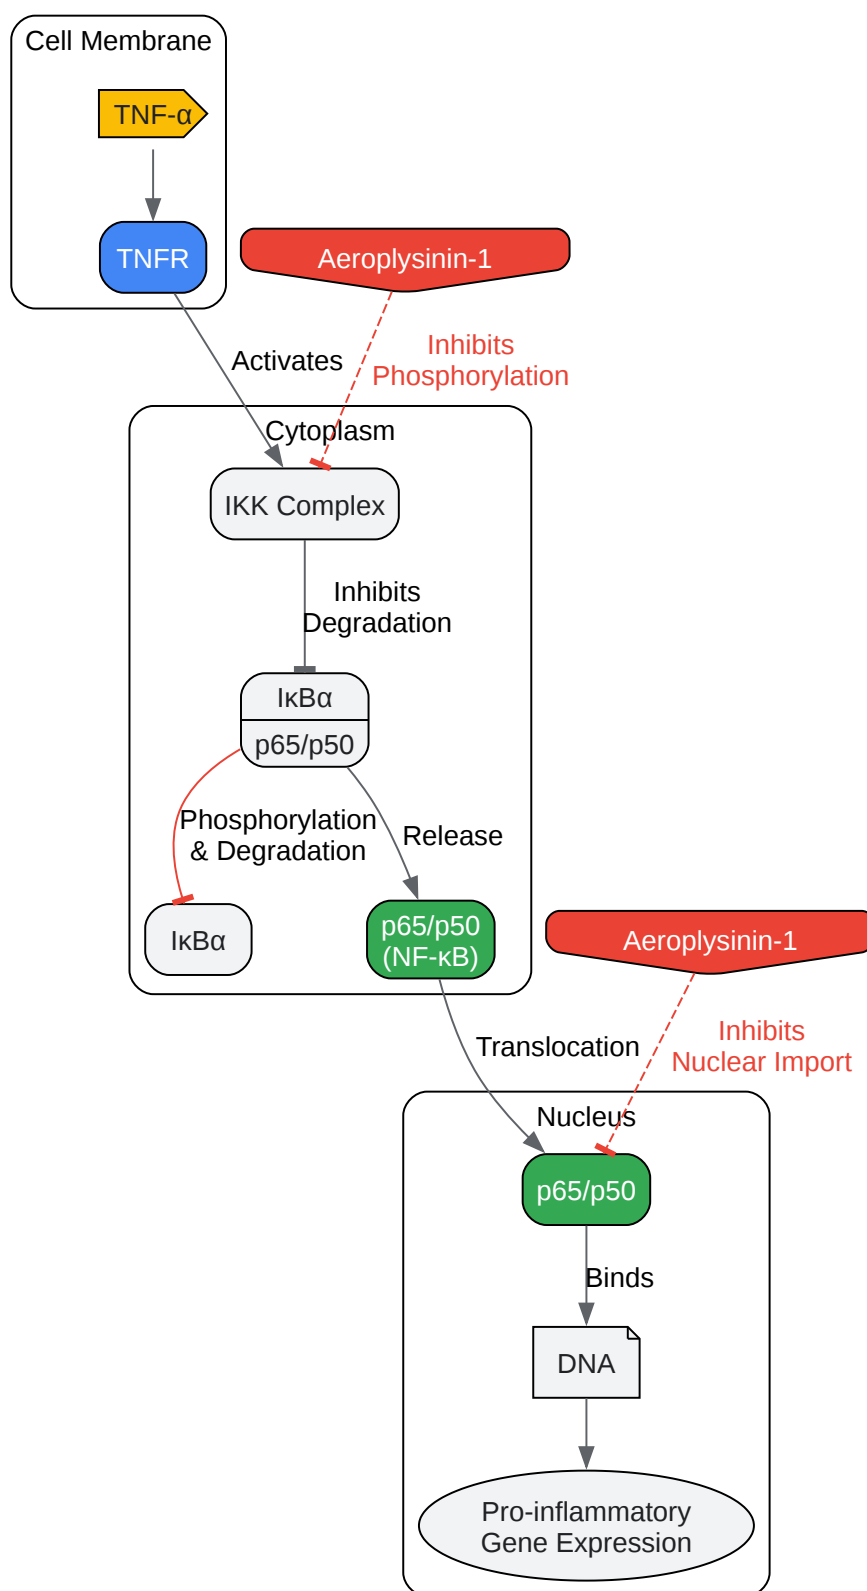 Cell Membrane
TNF-α
TNFR
Aeroplysinin-1
Activates
Inhibits
Phosphorylation
Cytoplasm
IKK Complex
Inhibits
Degradation
IκBα
p65/p50
Phosphorylation
& Degradation
Release
IκBα
p65/p50
(NF-κB)
Aeroplysinin-1
Translocation
Inhibits
Nuclear Import
Nucleus
p65/p50
Binds
DNA
Pro-inflammatory
Gene Expression